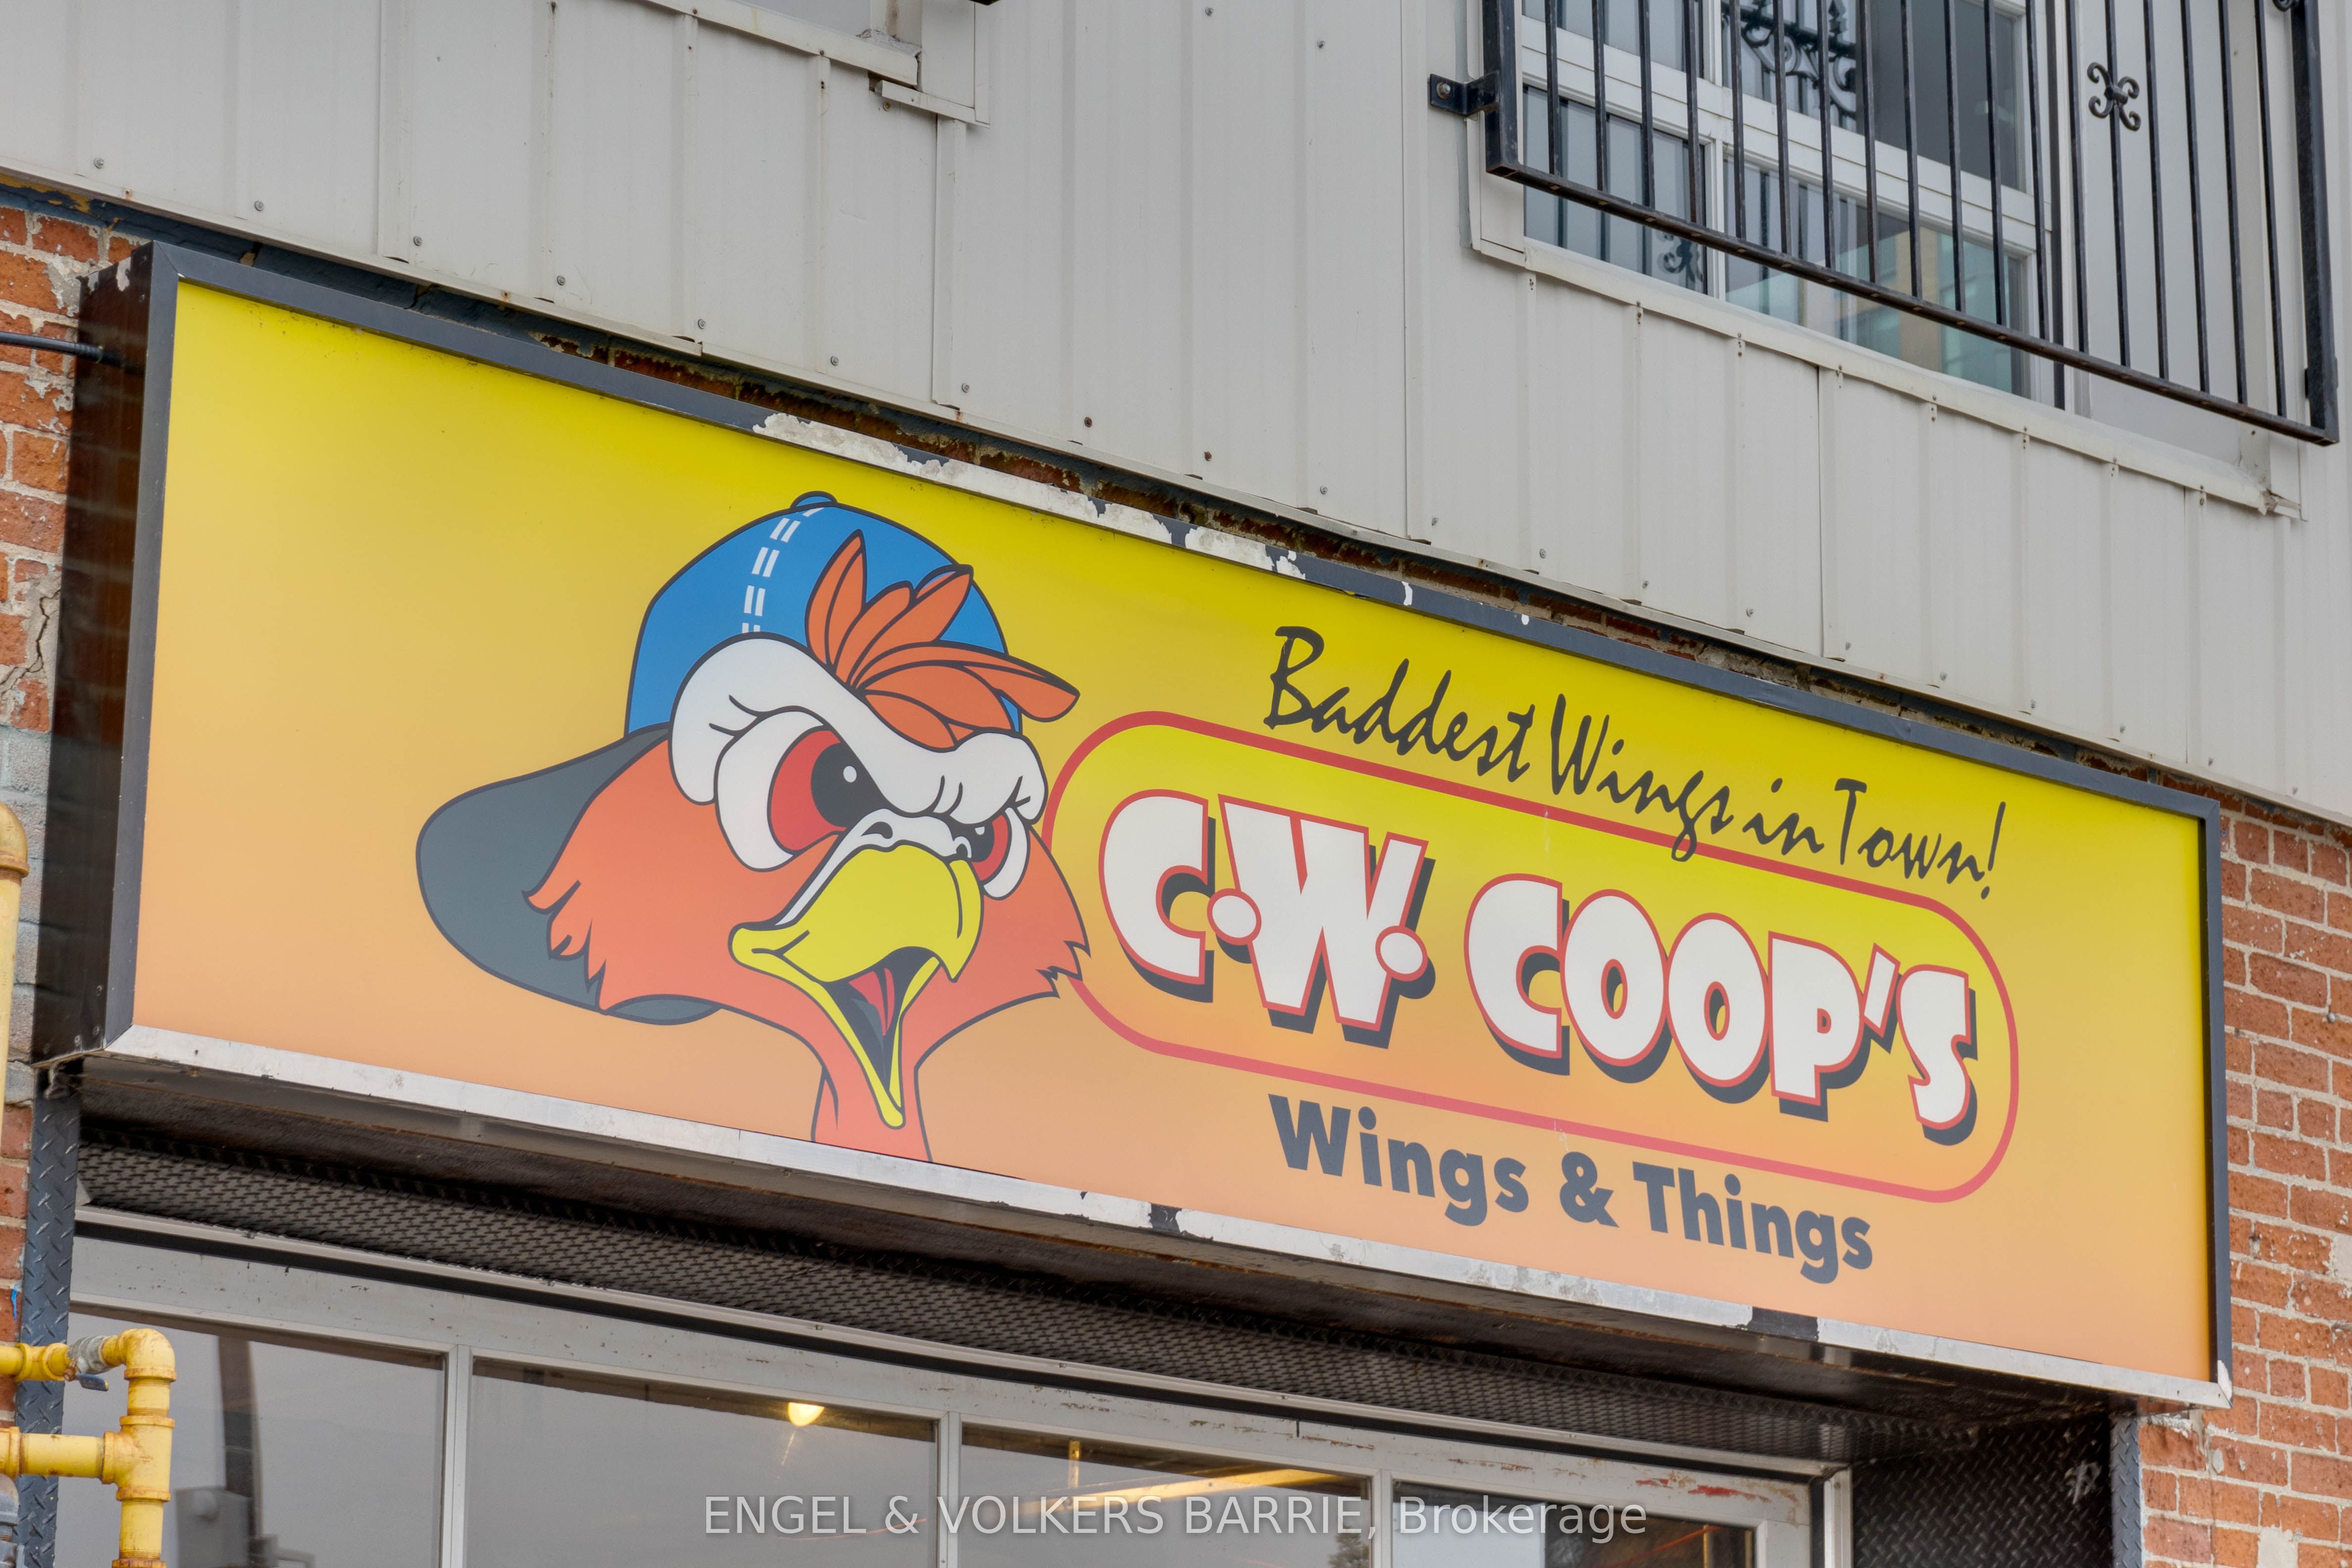 Baddest Wings in Town!
C.W. COOP'S
Wings & Things
ENGEL & VOLKERS BARRIE, Brokerage